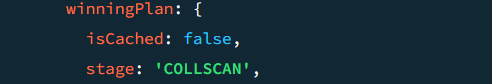 winningPlan: {
isCached: false,
stage: 'COLLSCAN',